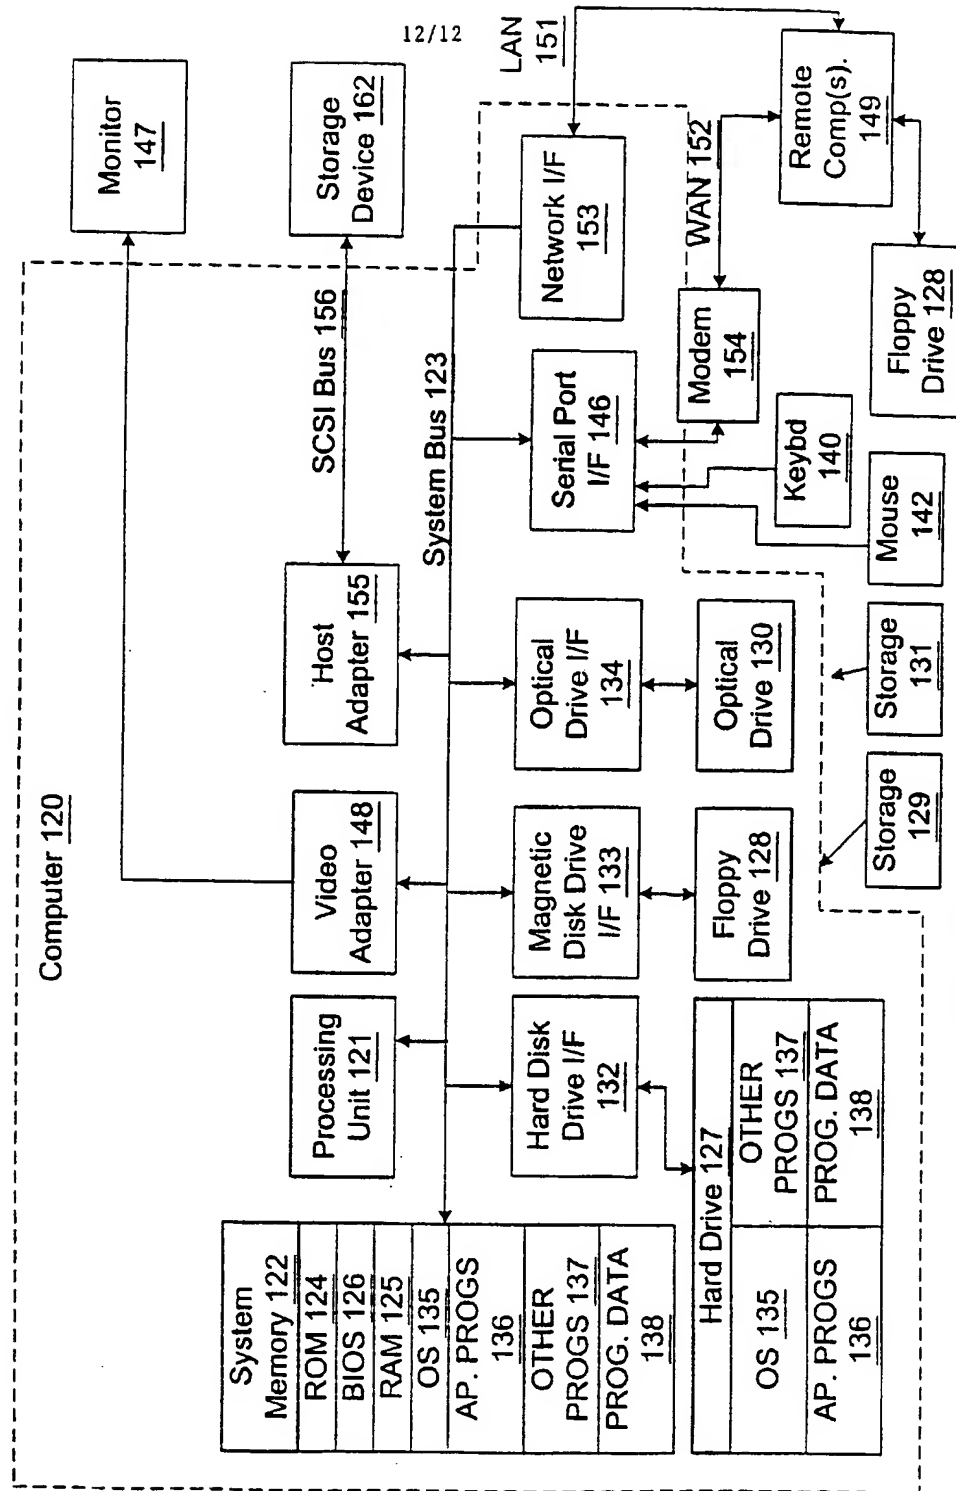 12/12
Computer 120
Monitor
147
Storage
Device 162
SCSI Bus 156
Processing
Unit 121
Video
Adapter 148
Host
Adapter 155
System Bus 123
System
Memory 122
ROM 124
BIOS 126
RAM 125
OS 135
AP. PROGS
136
OTHER
PROGS 137
PROG. DATA
138
Hard Disk
Drive I/F
132
Magnetic
Disk Drive
I/F 133
Optical
Drive I/F
134
Serial Port
I/F 146
Network I/F
153
LAN
151
Hard Drive 127
OS 135
OTHER
PROGS 137
AP. PROGS
136
PROG. DATA
138
Floppy
Drive 128
Optical
Drive 130
Modem
154
WAN 152
Keybd
140
Remote
Comp(s).
149
Storage
129
Storage
131
Mouse
142
Floppy
Drive 128